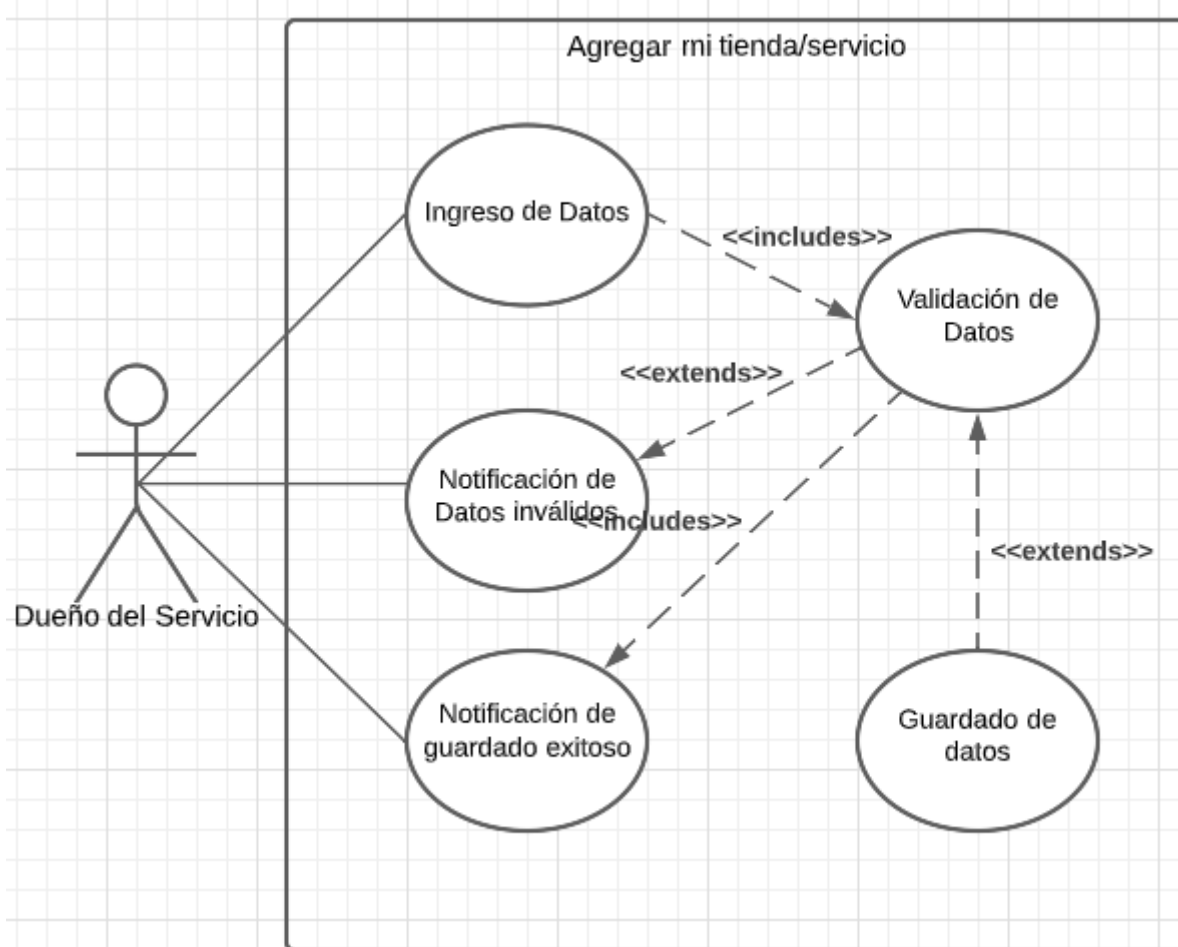 Agregar mi tienda/servicio
Ingreso de Datos
<<includes>>
Validación de
Datos
<<extends>>
Notificación de
Datos inválidos
<<includes>>
<<extends>>
Dueño del Servicio
Notificación de
guardado exitoso
Guardado de
datos